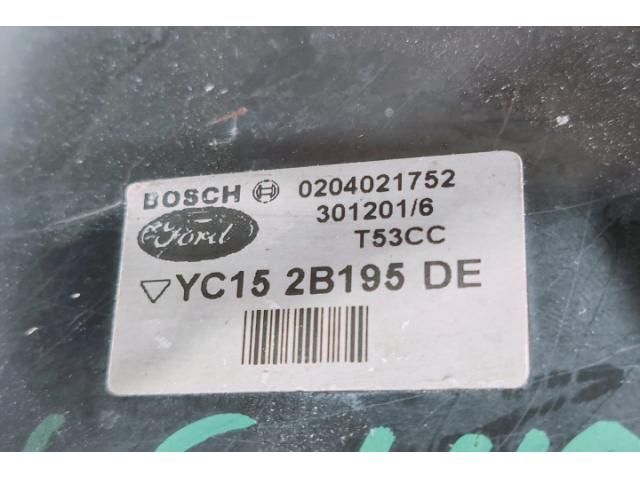 BOSCH 0204021752
301201/6
Ford
T53CC
YC15 2B195 DE